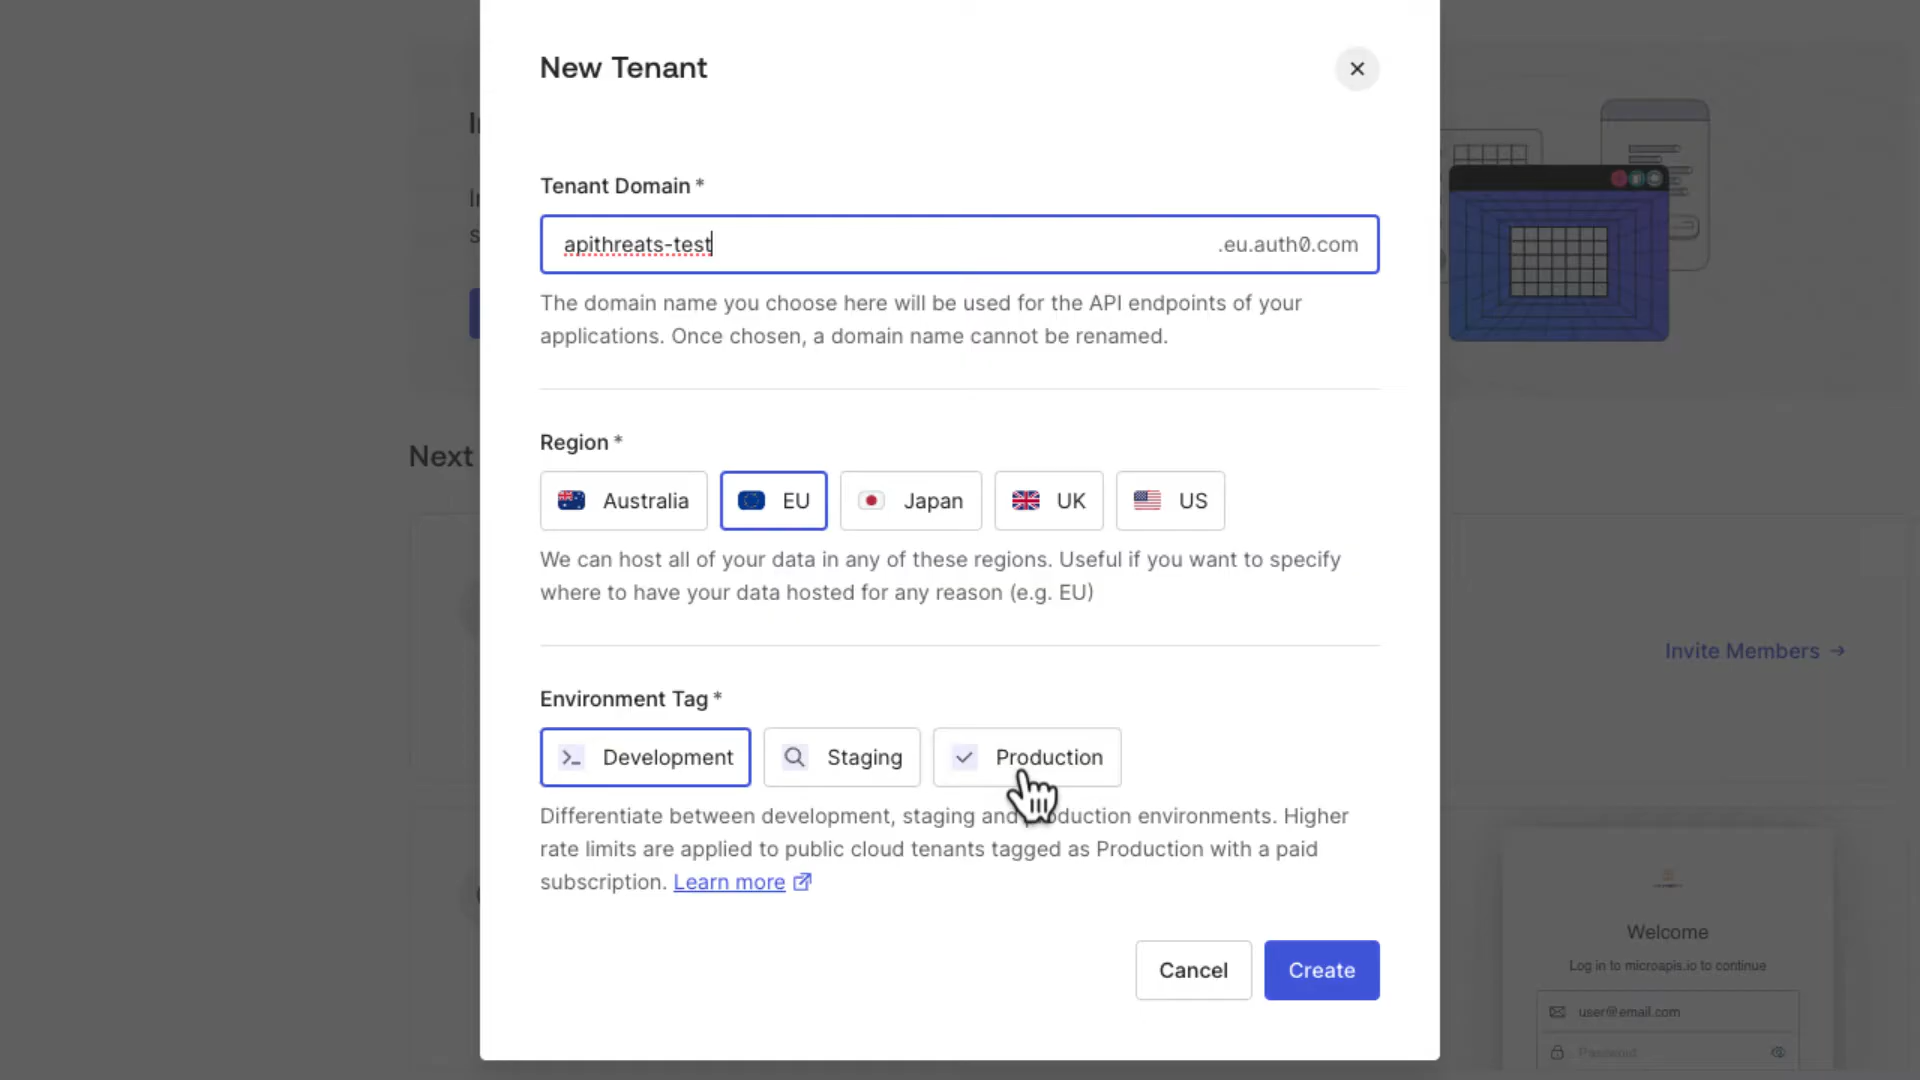 New Tenant
Tenant Domain *
apithreats-test
.eu.auth0.com
The domain name you choose here will be used for the API endpoints of your
applications. Once chosen, a domain name cannot be renamed.
Next
Region *
Australia
EU
Japan
UK
US
We can host all of your data in any of these regions. Useful if you want to specify
where to have your data hosted for any reason (e.g. EU)
Invite Members →
Environment Tag *
Development
Staging
Production
Differentiate between development, staging and production environments. Higher
rate limits are applied to public cloud tenants tagged as Production with a paid
subscription. Learn more
Cancel
Create
Welcome
Log in to microapis.io to continue
user@email.com
Password